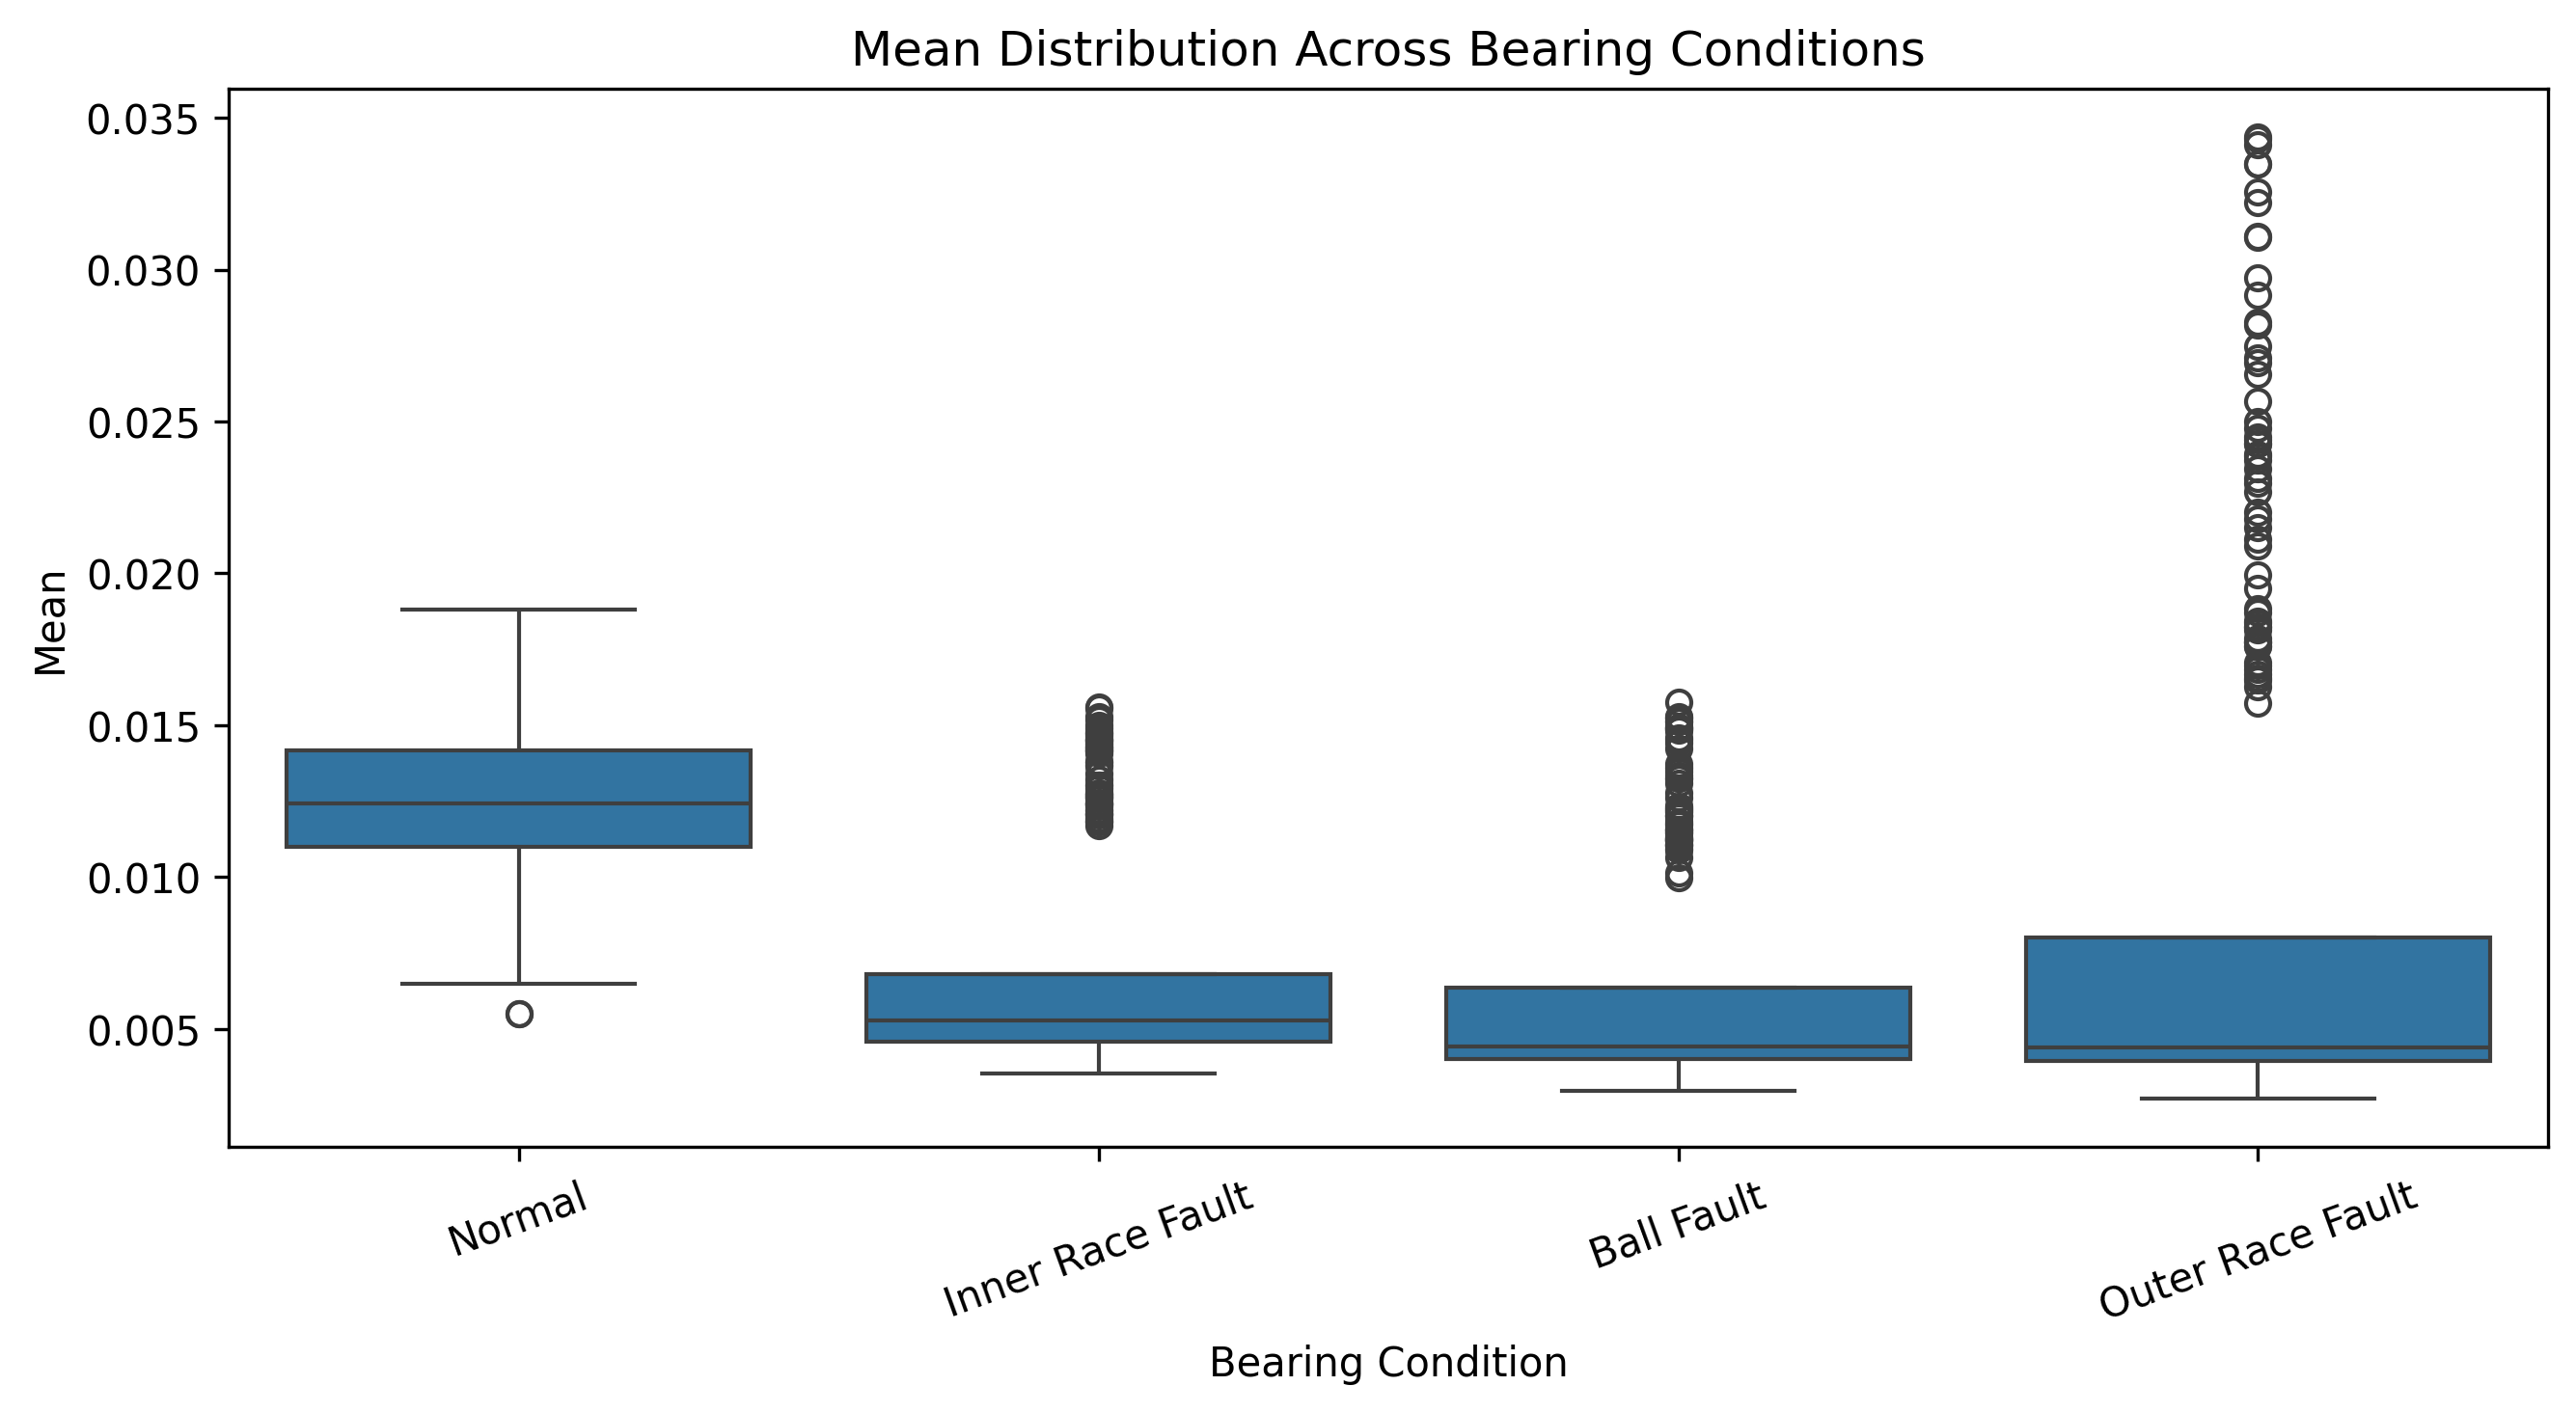 Mean Distribution Across Bearing Conditions
0.035
0.030
0.025
0.020
0.015
0.010
0.005
Mean
Normal
Inner Race Fault
Ball Fault
Outer Race Fault
Bearing Condition